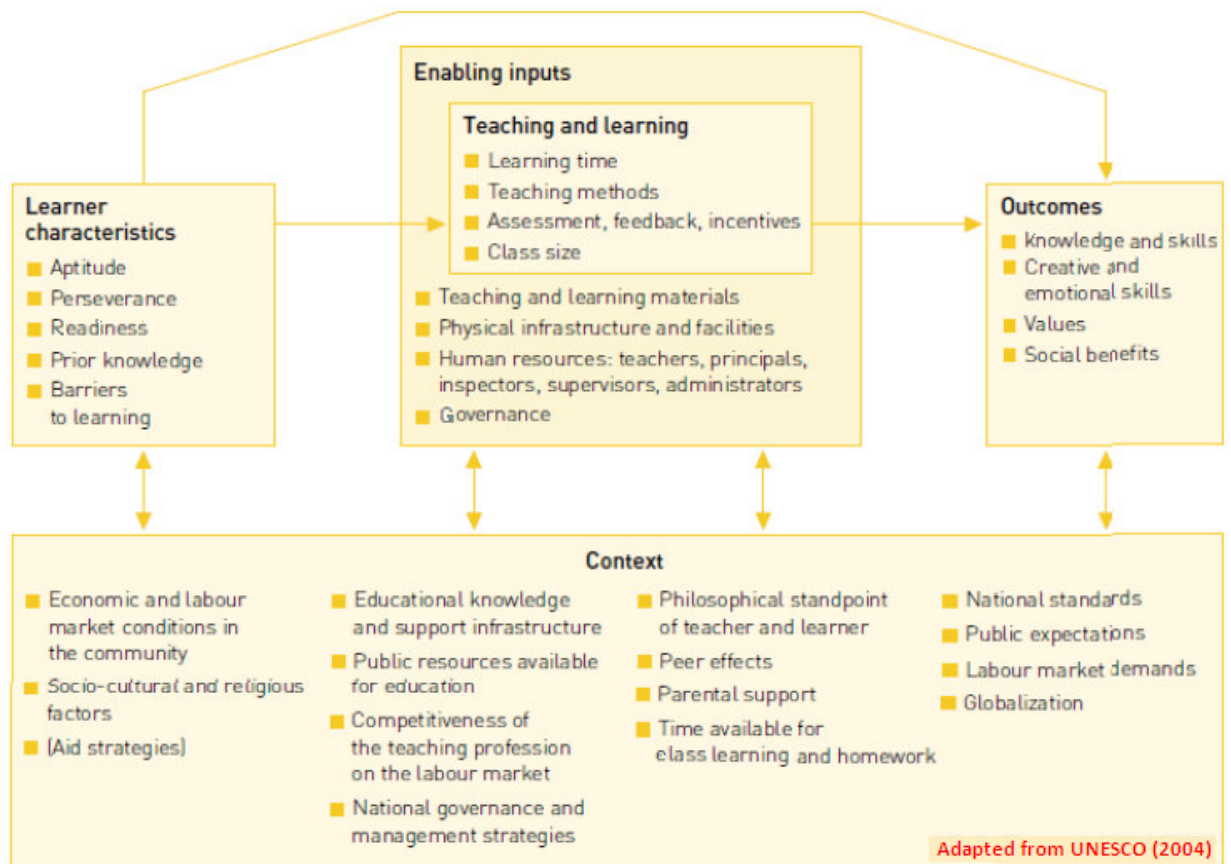 Enabling inputs
Teaching and learning
Learning time
Teaching methods
Assessment, feedback, incentives
Class size
Teaching and learning materials
Physical infrastructure and facilities
Human resources: teachers, principals,
inspectors, supervisors, administrators
Governance
Learner
characteristics
Aptitude
Perseverance
Readiness
Prior knowledge
Barriers
to learning
Outcomes
Knowledge and skills
Creative and
emotional skills
Values
Social benefits
Context
Economic and labour
market conditions in
the community
Socio-cultural and religious
factors
(Aid strategies)
Educational knowledge
and support infrastructure
Public resources available
for education
Competitiveness of
the teaching profession
on the labour market
National governance and
management strategies
Philosophical standpoint
of teacher and learner
Peer effects
Parental support
Time available for
class learning and homework
National standards
Public expectations
Labour market demands
Globalization
Adapted from UNESCO (2004)